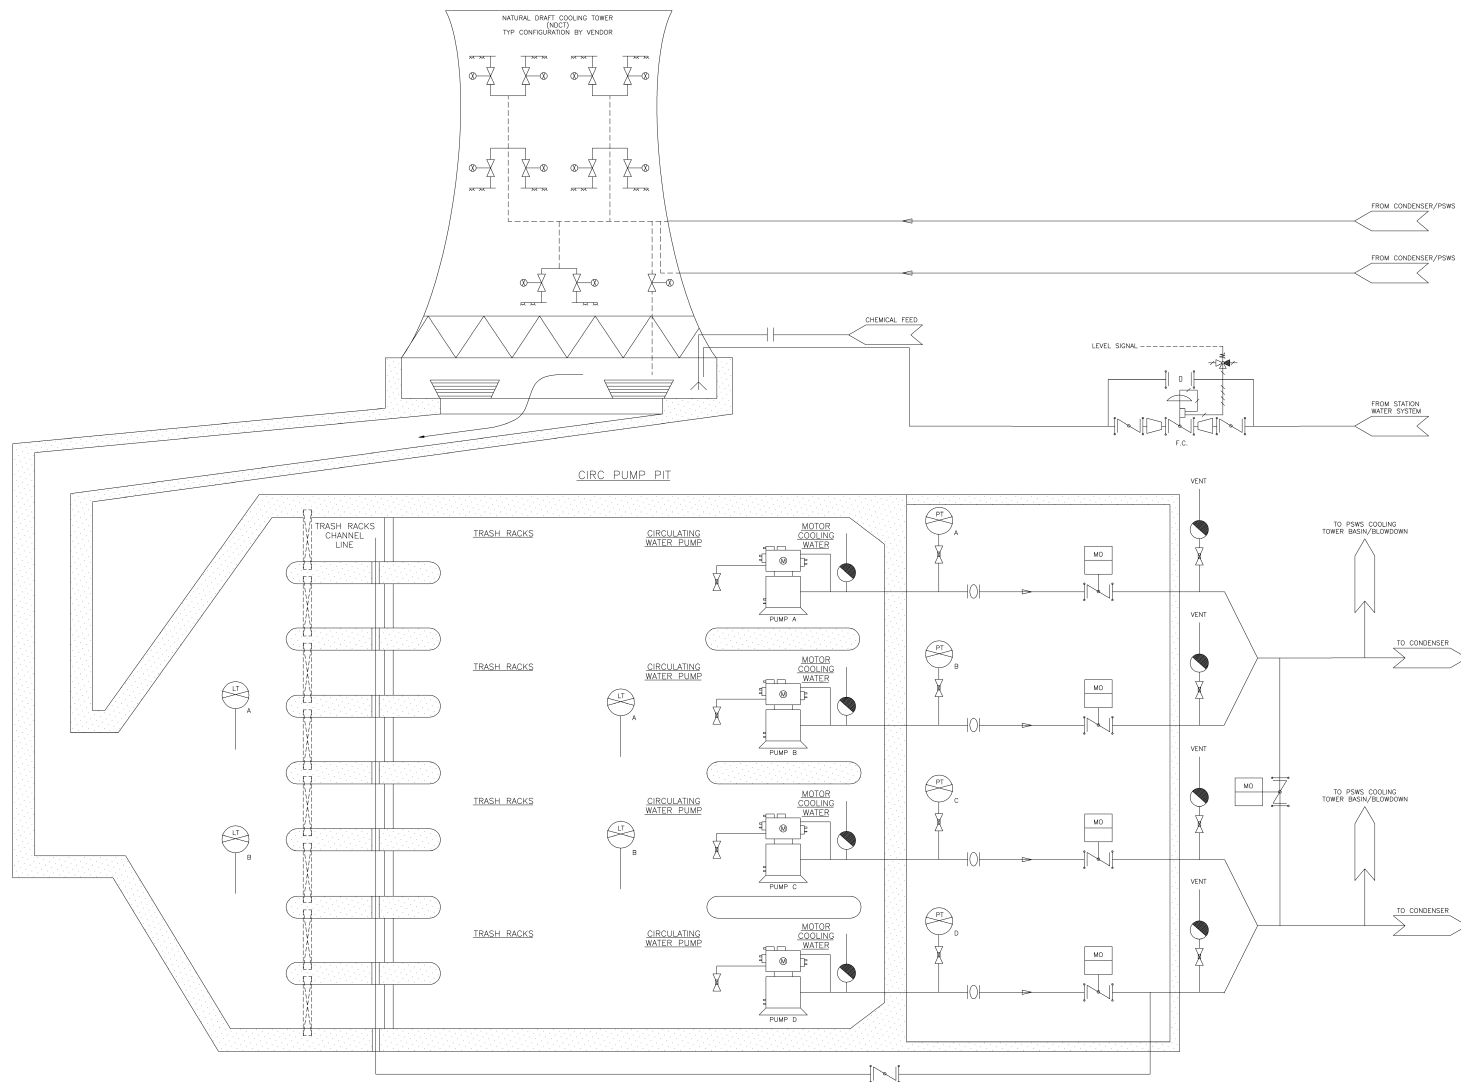 NATURAL DRAFT COOLING TOWER
(NDCT)
TYP CONFIGURATION BY VENDOR
FROM CONDENSER/PSWS
FROM CONDENSER/PSWS
CHEMICAL FEED
LEVEL SIGNAL
FROM STATION
WATER SYSTEM
F.C.
CIRC PUMP PIT
TRASH RACKS
CHANNEL
LINE
TRASH RACKS
CIRCULATING
WATER PUMP
MOTOR
COOLING
WATER
M
PUMP A
PT
A
MO
VENT
TO PSWS COOLING
TOWER BASIN/BLOWDOWN
TO CONDENSER
TRASH RACKS
CIRCULATING
WATER PUMP
MOTOR
COOLING
WATER
M
PUMP B
PT
B
MO
VENT
LT
A
LT
A
TRASH RACKS
CIRCULATING
WATER PUMP
MOTOR
COOLING
WATER
M
PUMP C
PT
C
MO
VENT
MO
TO PSWS COOLING
TOWER BASIN/BLOWDOWN
LT
B
LT
B
TRASH RACKS
CIRCULATING
WATER PUMP
MOTOR
COOLING
WATER
M
PUMP D
PT
D
MO
VENT
TO CONDENSER